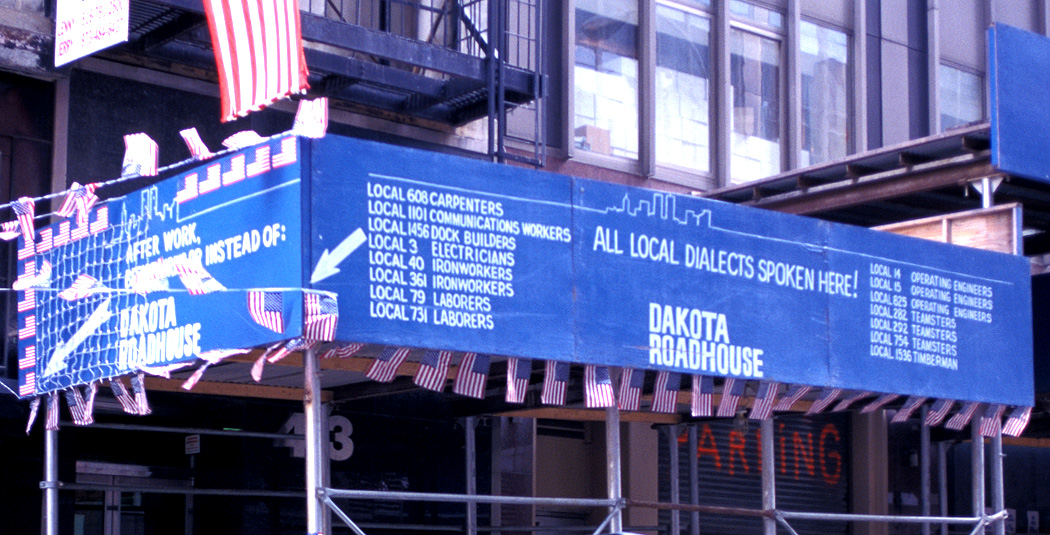 AFTER WORK,
OR INSTEAD OF:
DAKOTA
ROADHOUSE
LOCAL 608 CARPENTERS
LOCAL 1101 COMMUNICATIONS WORKERS
LOCAL 1456 DOCK BUILDERS
LOCAL 3 ELECTRICIANS
LOCAL 40 IRONWORKERS
LOCAL 361 IRONWORKERS
LOCAL 79 LABORERS
LOCAL 731 LABORERS
ALL LOCAL DIALECTS SPOKEN HERE!
DAKOTA
ROADHOUSE
LOCAL 14 OPERATING ENGINEERS
LOCAL 15 OPERATING ENGINEERS
LOCAL 825 OPERATING ENGINEERS
LOCAL 282 TEAMSTERS
LOCAL 292 TEAMSTERS
LOCAL 754 TEAMSTERS
LOCAL 1536 TIMBERMAN
43
PARKING